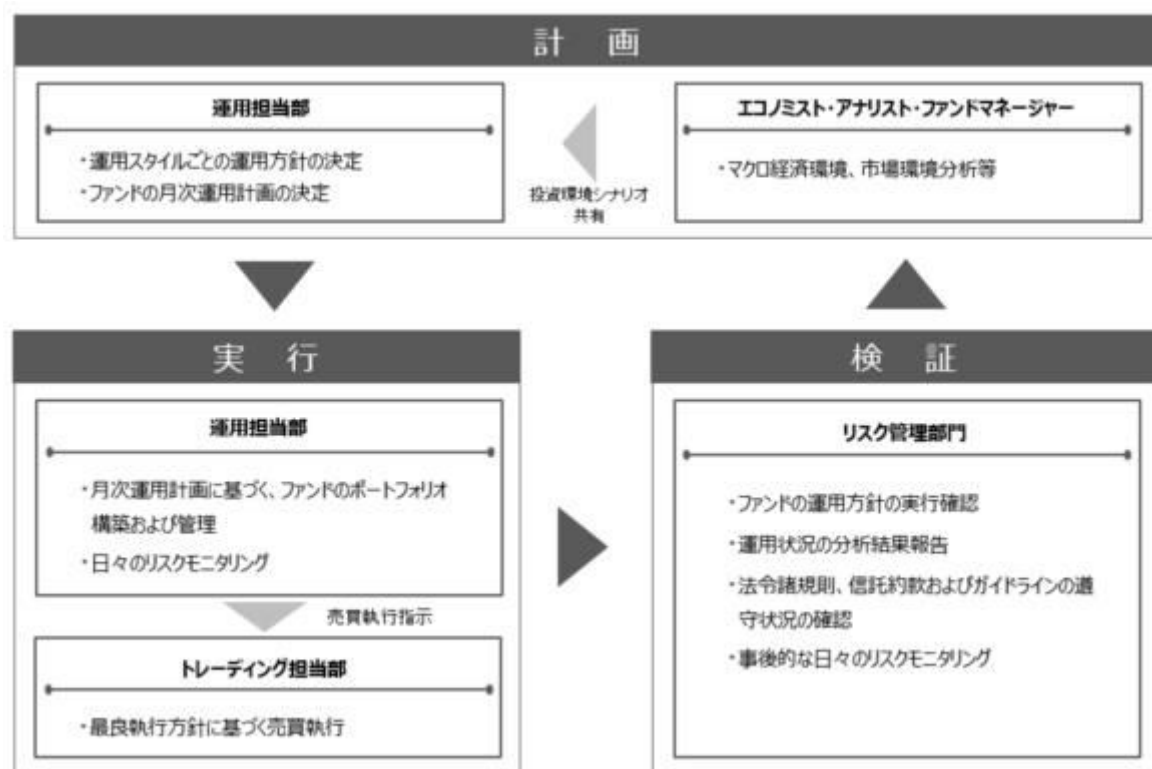 計 画
運用担当部
・運用スタイルごとの運用方針の決定
・ファンドの月次運用計画の決定
投資環境シナリオ
共有
エコノミスト・アナリスト・ファンドマネージャー
・マクロ経済環境、市場環境分析等
実 行
運用担当部
・月次運用計画に基づく、ファンドのポートフォリオ
構築および管理
・日々のリスクモニタリング
売買執行指示
トレーディング担当部
・最良執行方針に基づく売買執行
検 証
リスク管理部門
・ファンドの運用方針の実行確認
・運用状況の分析結果報告
・法令諸規則、信託約款およびガイドラインの遵
守状況の確認
・事後的な日々のリスクモニタリング